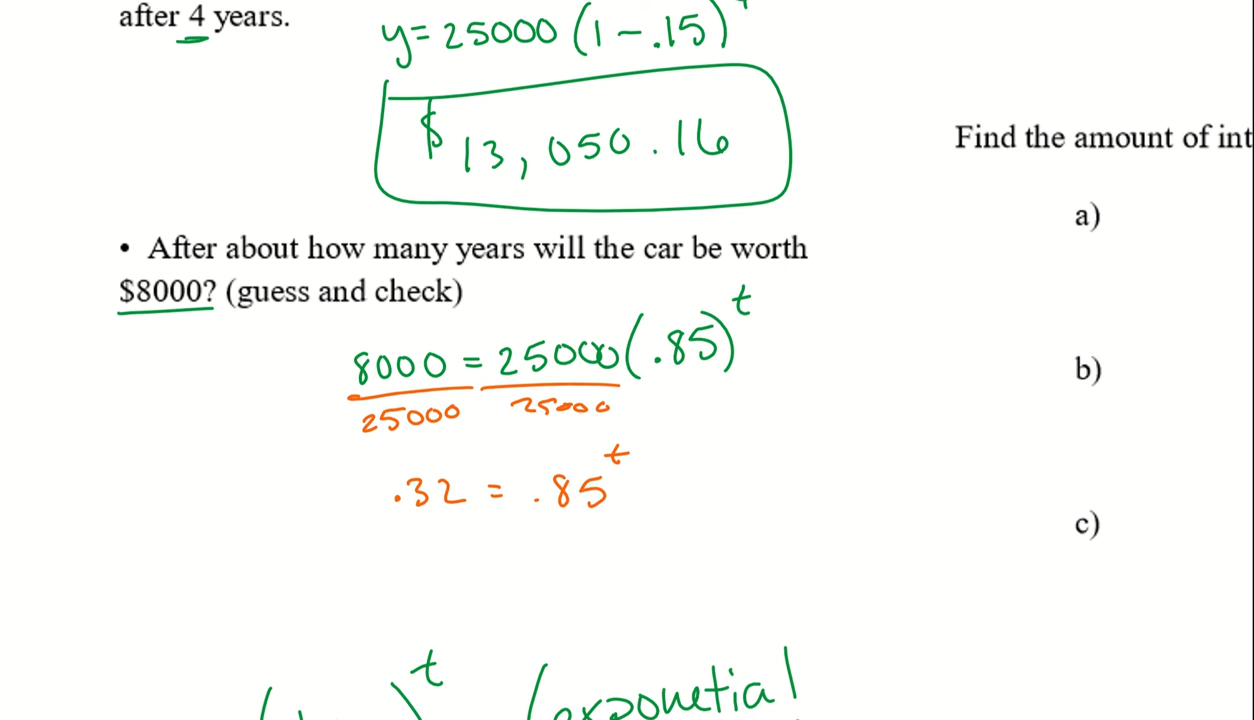 after 4 years.
y = 25000 (1 - .15)
$ 13,050.16
Find the amount of int
a)
• After about how many years will the car be worth
$8000? (guess and check)
8000 = 25000 (.85)^t
25000 25000
b)
.32 = .85^t
c)
t
(exponetial